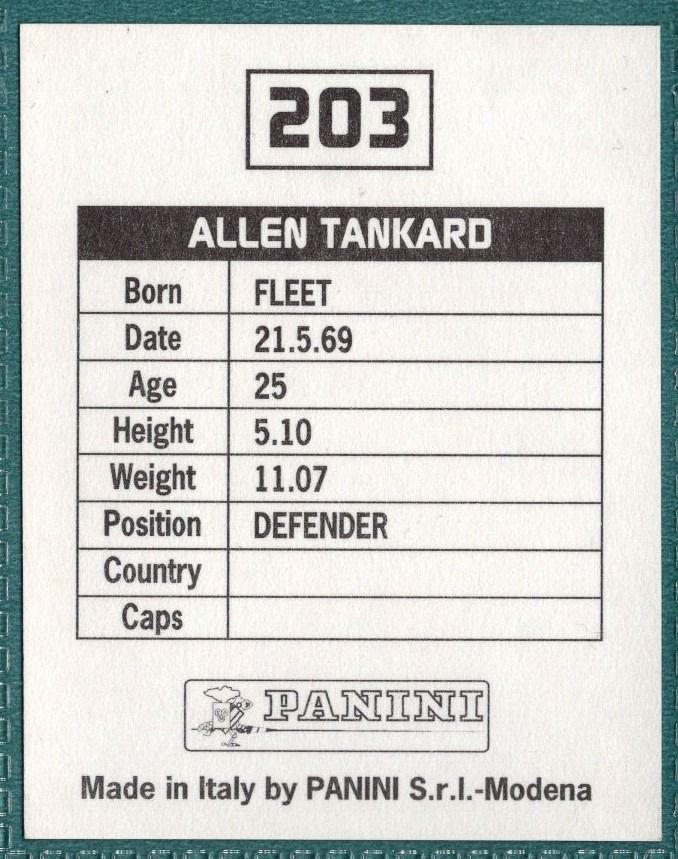 203
ALLEN TANKARD
Born FLEET
Date 21.5.69
Age 25
Height 5.10
Weight 11.07
Position DEFENDER
Country
Caps
PANINI
Made in Italy by PANINI S.r.l.-Modena